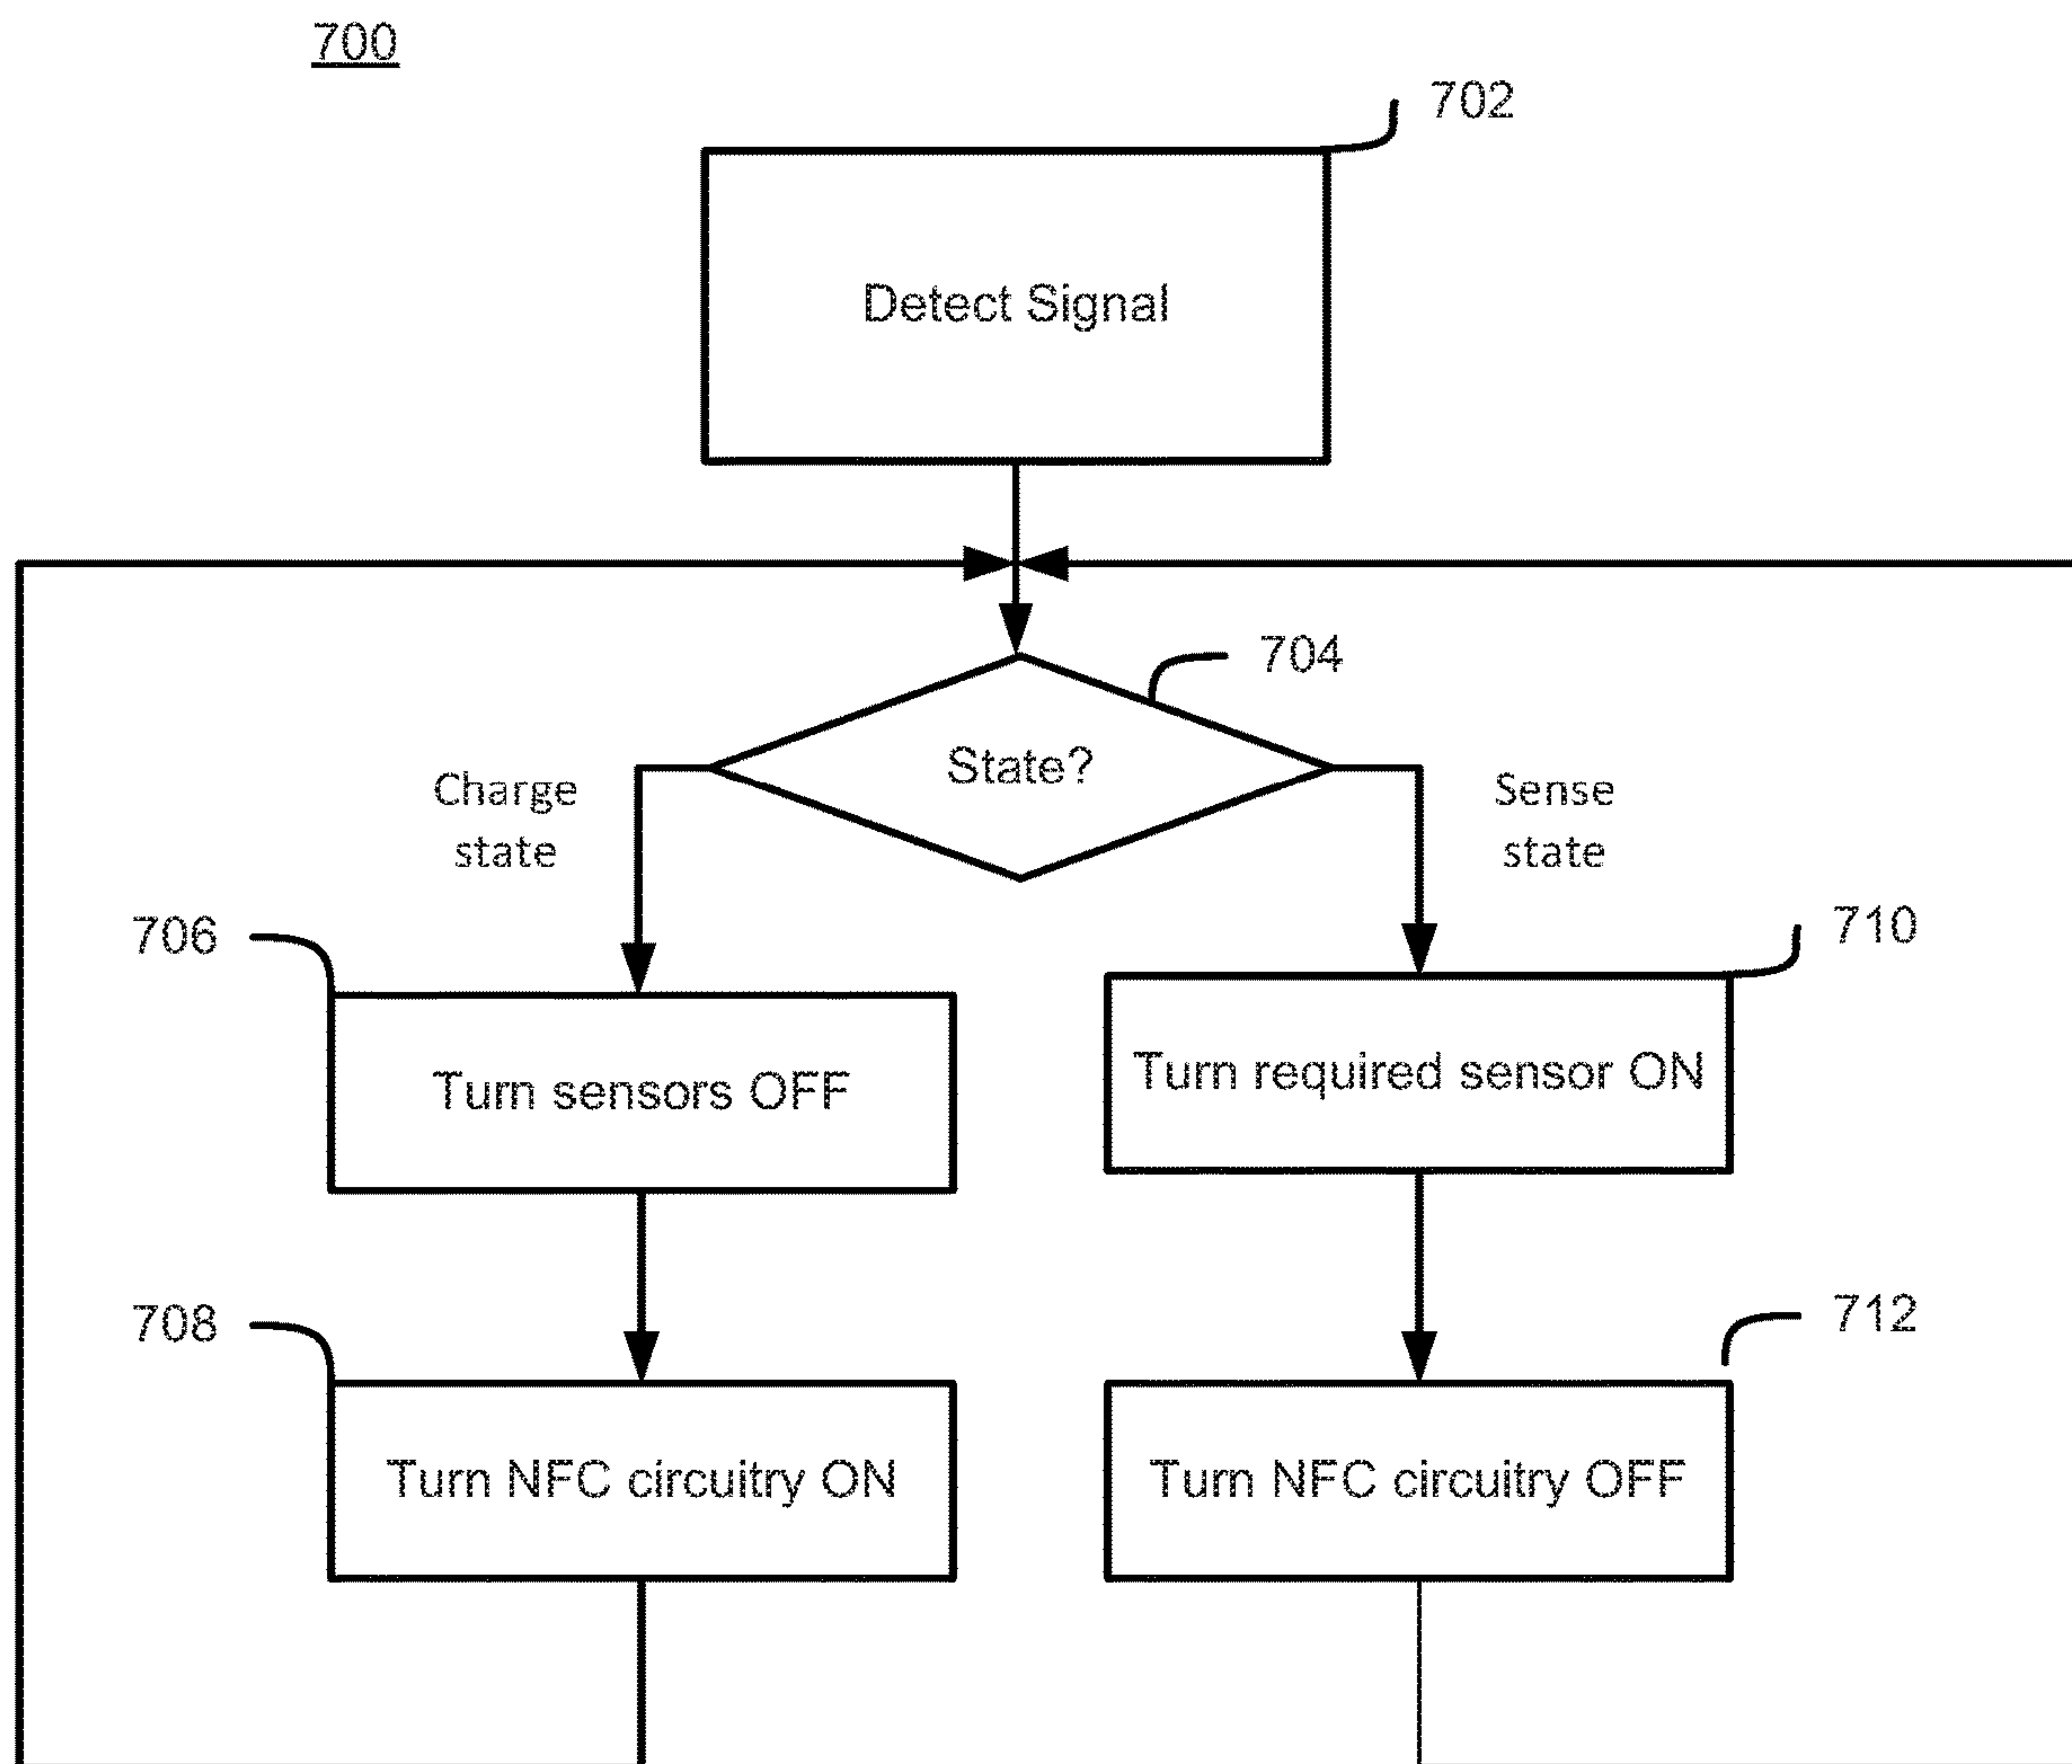 700
702
Detect Signal
704
State?
Charge
state
Sense
state
706
710
Turn sensors OFF
Turn required sensor ON
708
712
Turn NFC circuitry ON
Turn NFC circuitry OFF